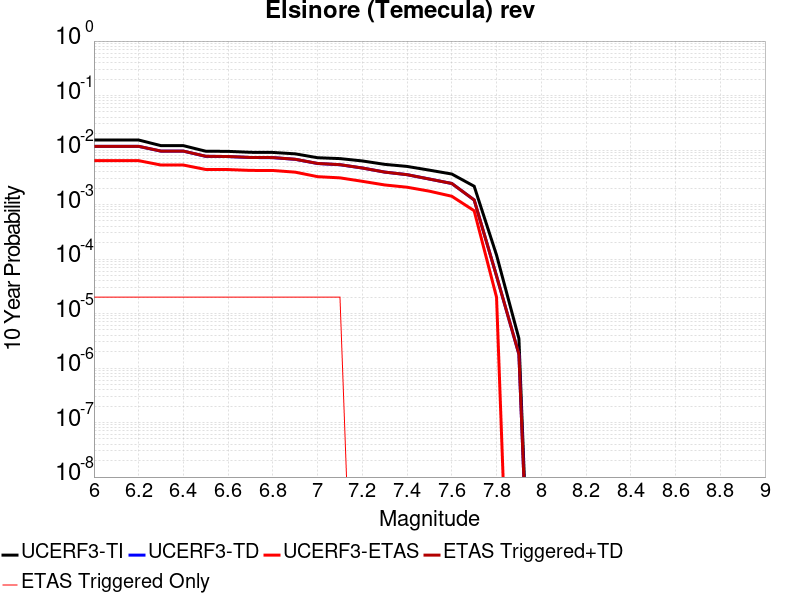 Elsinore (Temecula) rev
10 Year Probability
10^0
10^-1
10^-2
10^-3
10^-4
10^-5
10^-6
10^-7
10^-8
6 6.2 6.4 6.6 6.8 7 7.2 7.4 7.6 7.8 8 8.2 8.4 8.6 8.8 9
Magnitude
UCERF3-TI UCERF3-TD UCERF3-ETAS ETAS Triggered+TD
ETAS Triggered Only